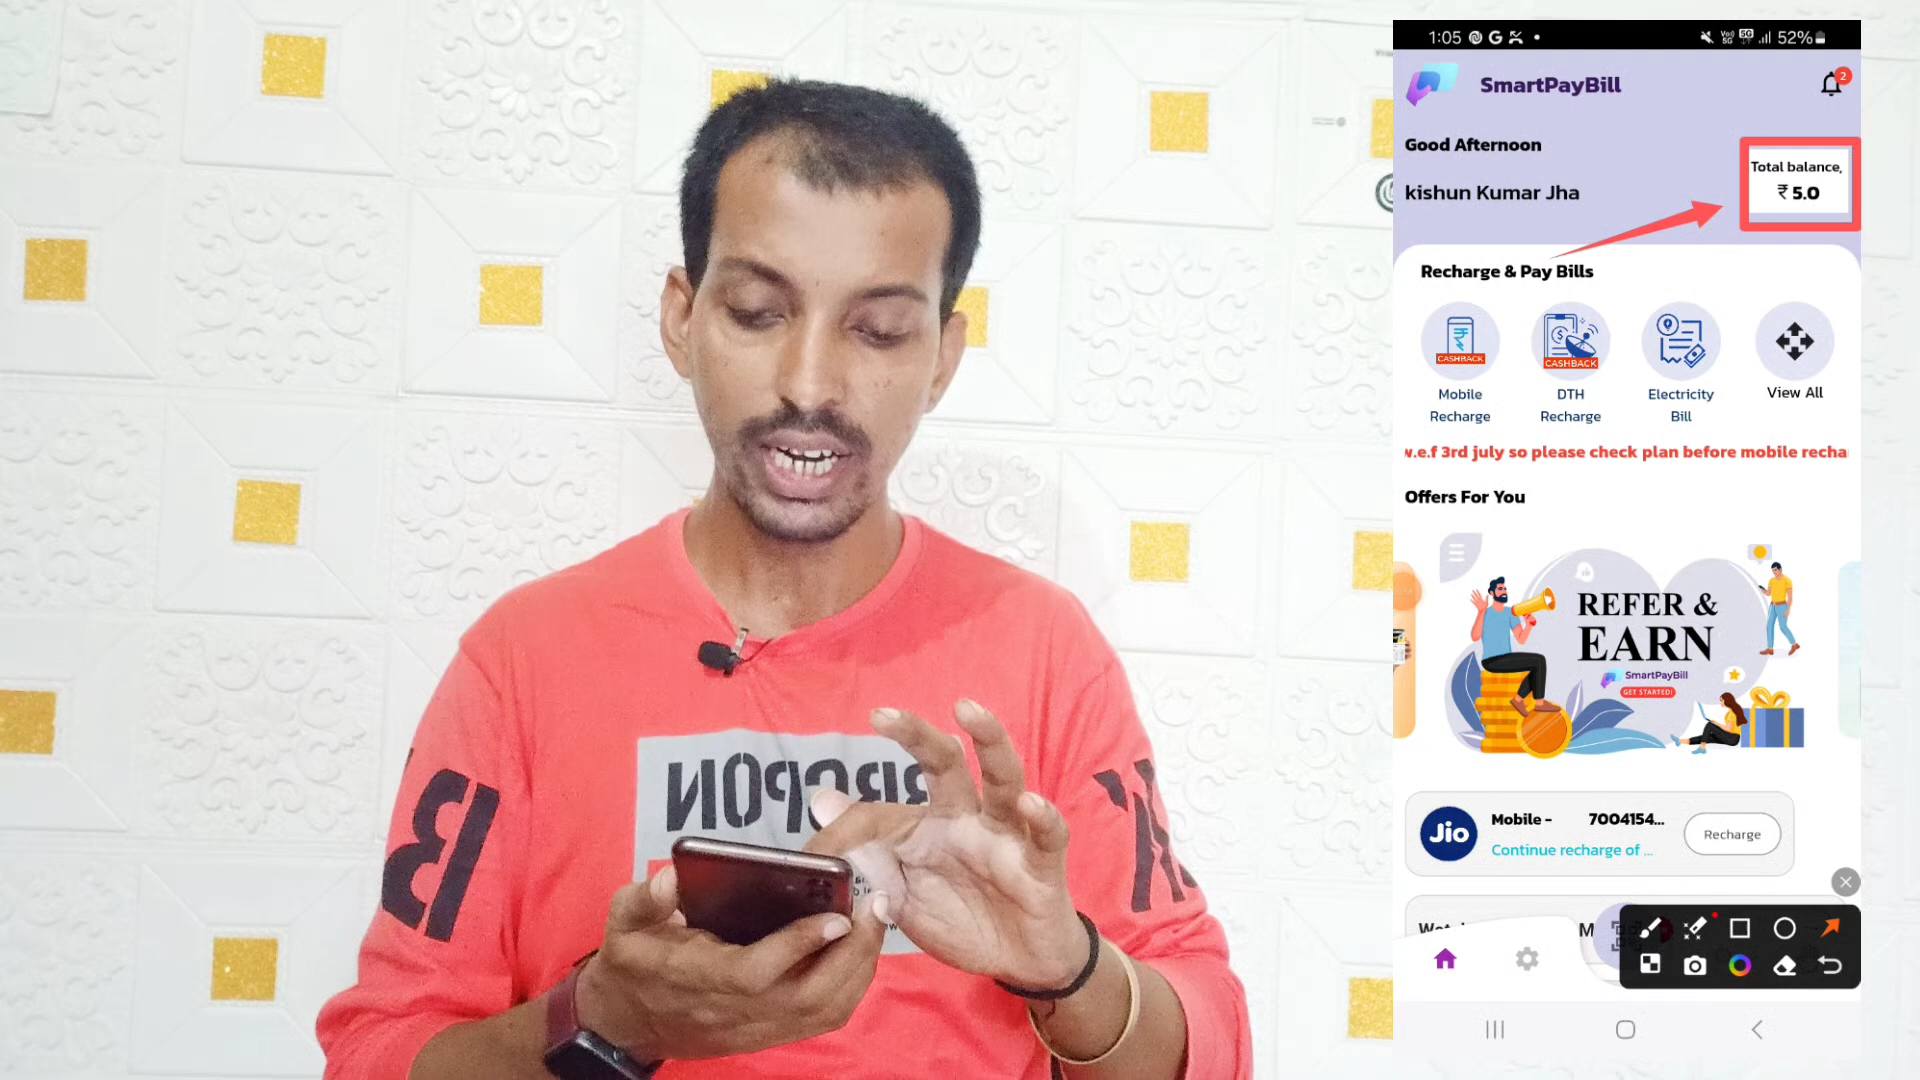 1:05
52%
SmartPayBill
2
Good Afternoon
kishun Kumar Jha
Total balance,
₹ 5.0
Recharge & Pay Bills
CASHBACK
CASHBACK
Mobile
Recharge
DTH
Recharge
Electricity
Bill
View All
w.e.f 3rd july so please check plan before mobile recha
Offers For You
REFER &
EARN
SmartPayBill
GET STARTED!
Jio
Mobile - 7004154...
Continue recharge of ...
Recharge